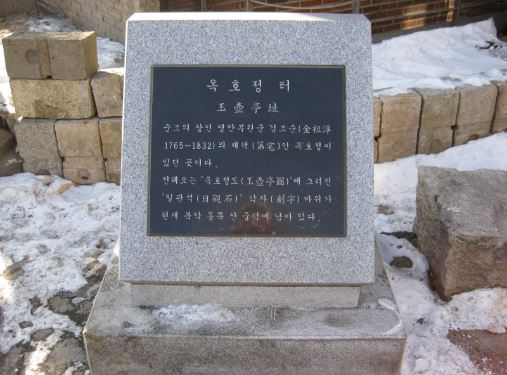 옥 호 정 터
玉 壺 亭 址
순조의 장인 영안부원군 김조순(金祖淳
1765~1832)의 제택(第宅)인 옥호정이
있던 곳이다.
전해오는 '옥호정도(玉壺亭圖)'에 그려진
'일관석(日觀石)' 각자(刻字) 바위가
현재 북악 동쪽 산 중턱에 남아 있다.